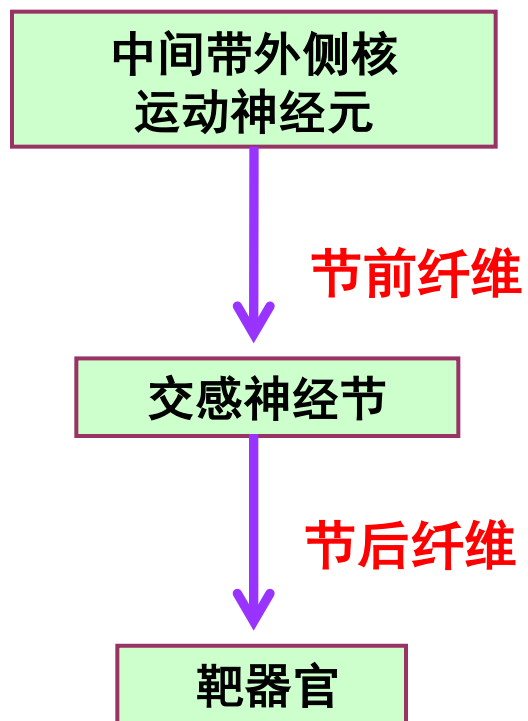 中间带外侧核
运动神经元
节前纤维
交感神经节
节后纤维
靶器官